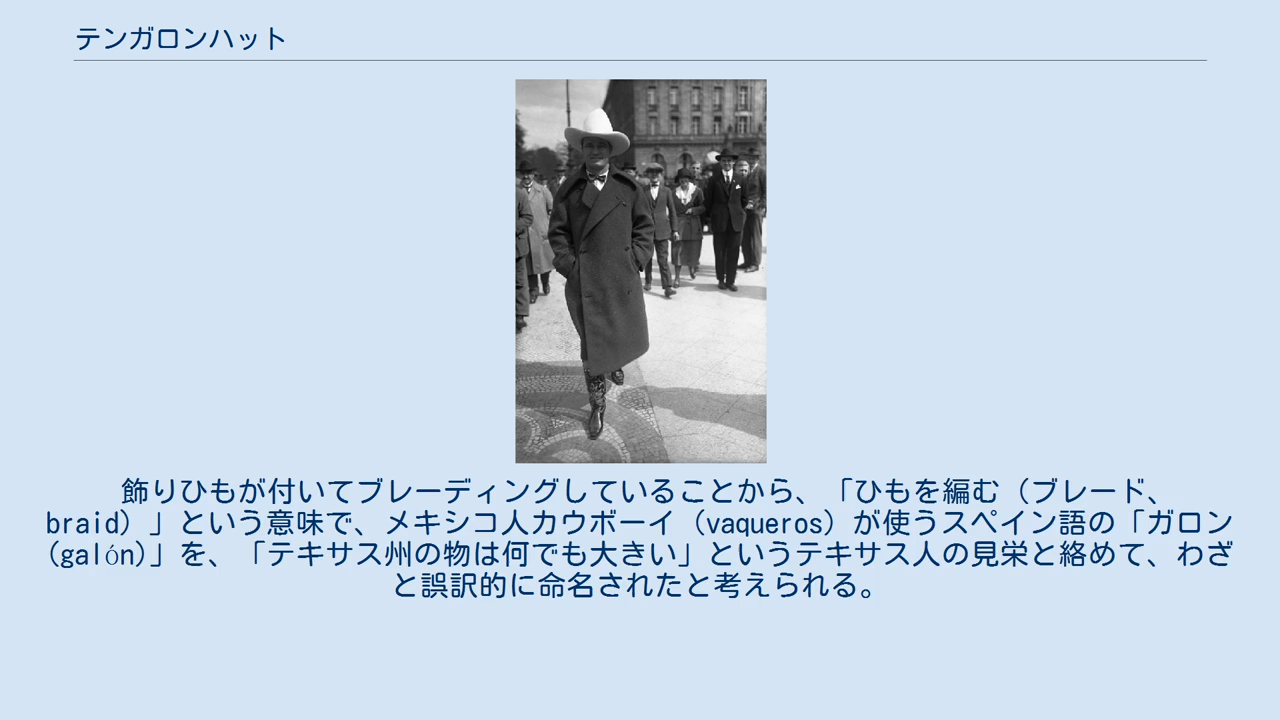 テンガロンハット
飾りひもが付いてブレーディングしていることから、「ひもを編む（ブレード、
braid）」という意味で、メキシコ人カウボーイ（vaqueros）が使うスペイン語の「ガロン
(galón)」を、「テキサス州の物は何でも大きい」というテキサス人の見栄と絡めて、わざ
と誤訳的に命名されたと考えられる。